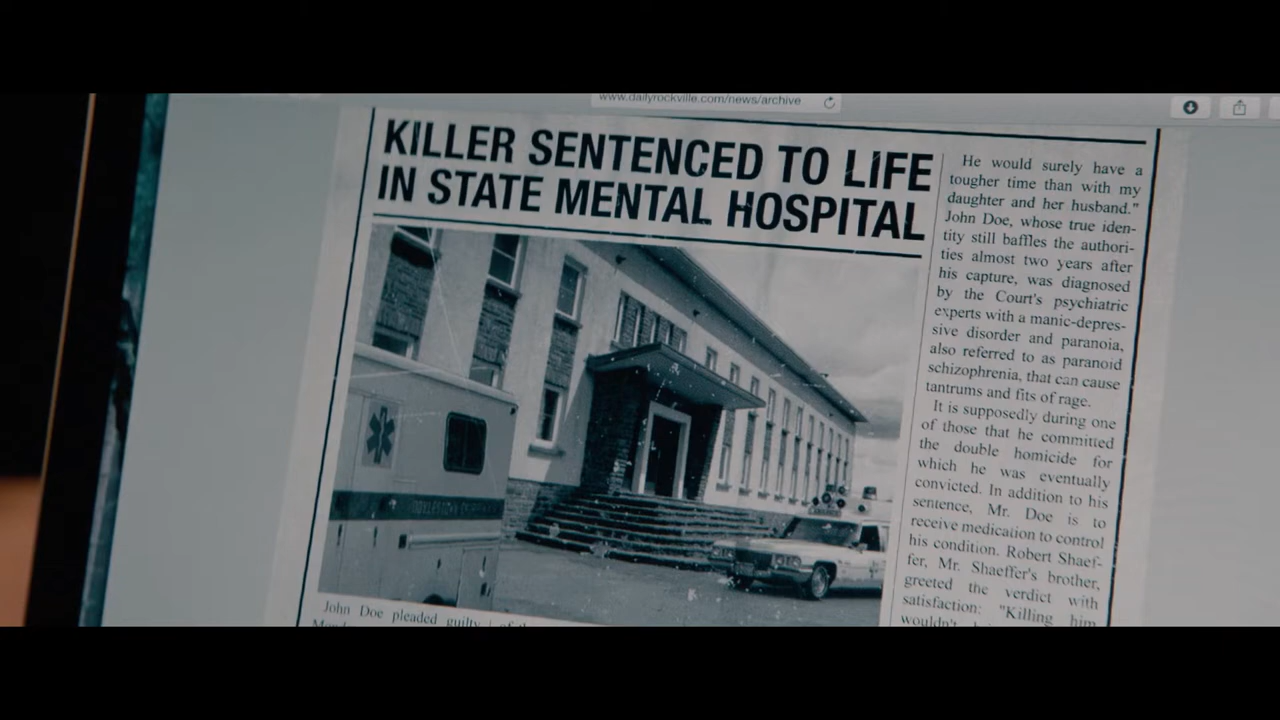 www.dailyrockville.com/news/archive
KILLER SENTENCED TO LIFE
IN STATE MENTAL HOSPITAL
John Doe pleaded guilty
He would surely have a
tougher time than with my
daughter and her husband."
John Doe, whose true iden-
tity still baffles the authori-
ties almost two years after
his capture, was diagnosed
by the Court's psychiatric
experts with a manic-depres-
sive disorder and paranoia,
also referred to as paranoid
schizophrenia, that can cause
tantrums and fits of rage.
It is supposedly during one
of those that he committed
the double homicide for
which he was eventually
convicted. In addition to his
sentence, Mr. Doe is to
receive medication to control
his condition. Robert Shaef-
fer, Mr. Shaeffer's brother,
greeted the verdict with
satisfaction: "Killing him